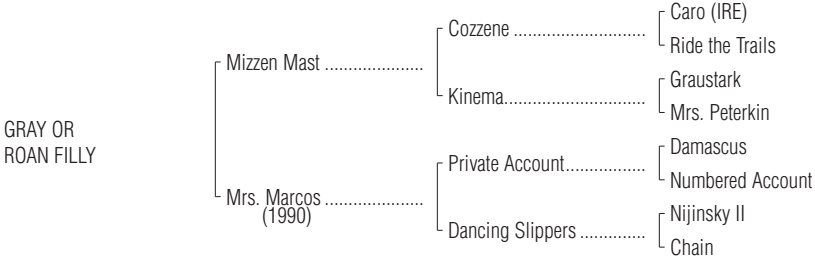 Caro (IRE)
Cozzene ............................
Ride the Trails
Mizzen Mast .....................
Graustark
Kinema..............................
Mrs. Peterkin
GRAY OR
ROAN FILLY
Damascus
Private Account.................
Numbered Account
Mrs. Marcos .....................
(1990)
Nijinsky II
Dancing Slippers ..............
Chain